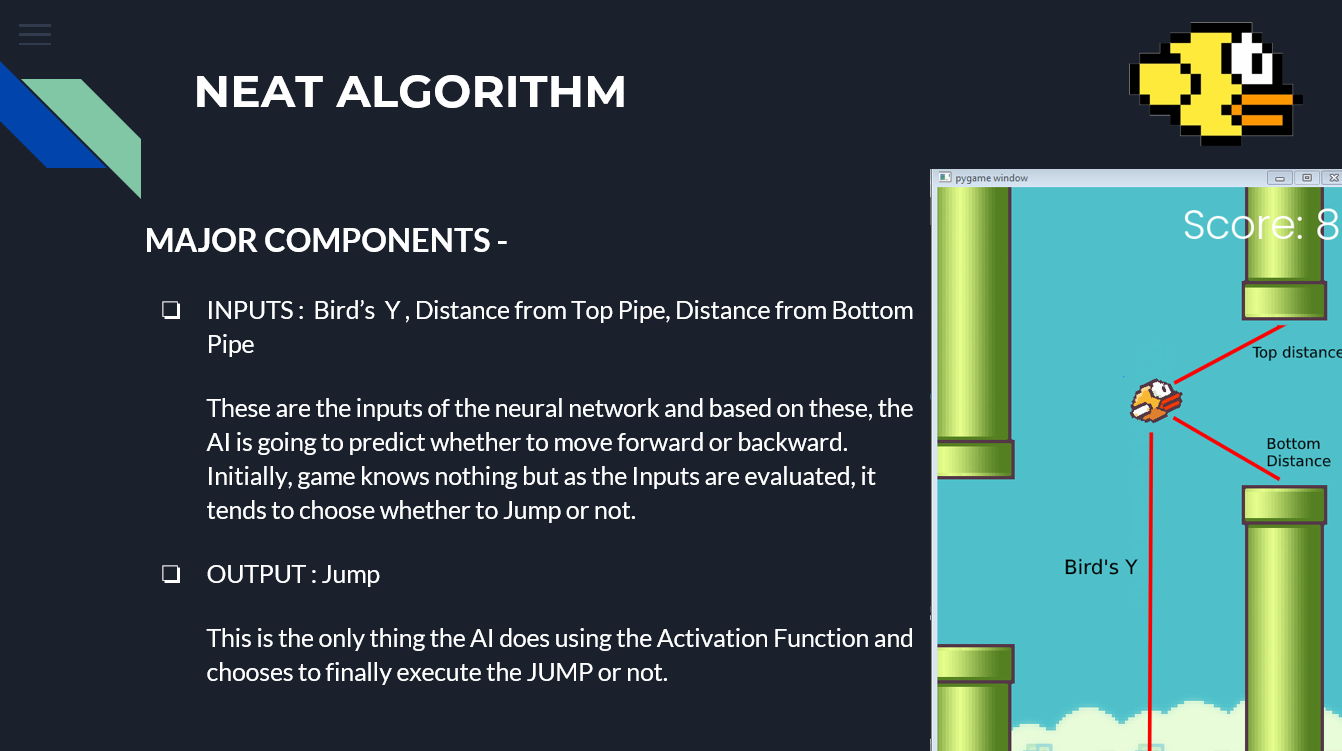 NEAT ALGORITHM
MAJOR COMPONENTS -
❏ INPUTS : Bird’s Y , Distance from Top Pipe, Distance from Bottom
Pipe
These are the inputs of the neural network and based on these, the
AI is going to predict whether to move forward or backward.
Initially, game knows nothing but as the Inputs are evaluated, it
tends to choose whether to Jump or not.
❏ OUTPUT : Jump
This is the only thing the AI does using the Activation Function and
chooses to finally execute the JUMP or not.
pygame window
Score: 8
Top distance
Bottom
Distance
Bird's Y